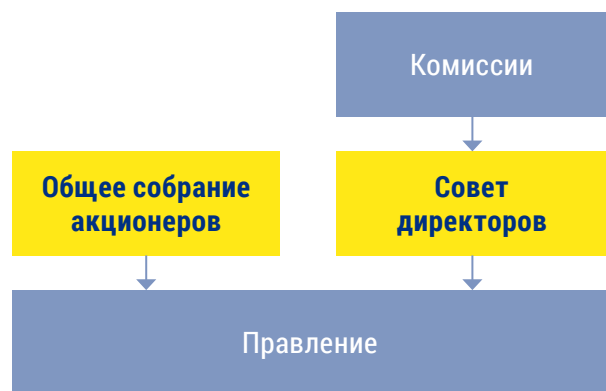 Комиссии
Общее собрание
акционеров
Совет
директоров
Правление